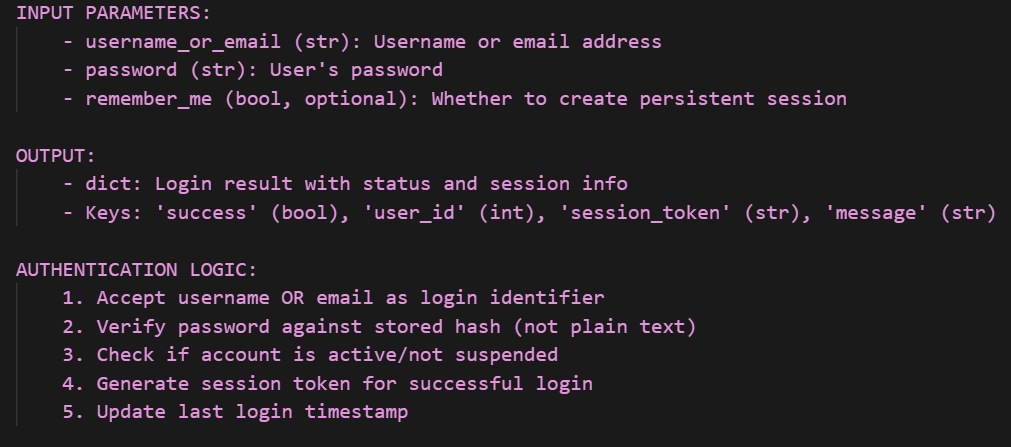 INPUT PARAMETERS:
- username_or_email (str): Username or email address
- password (str): User's password
- remember_me (bool, optional): Whether to create persistent session
OUTPUT:
- dict: Login result with status and session info
- Keys: 'success' (bool), 'user_id' (int), 'session_token' (str), 'message' (str)
AUTHENTICATION LOGIC:
1. Accept username OR email as login identifier
2. Verify password against stored hash (not plain text)
3. Check if account is active/not suspended
4. Generate session token for successful login
5. Update last login timestamp